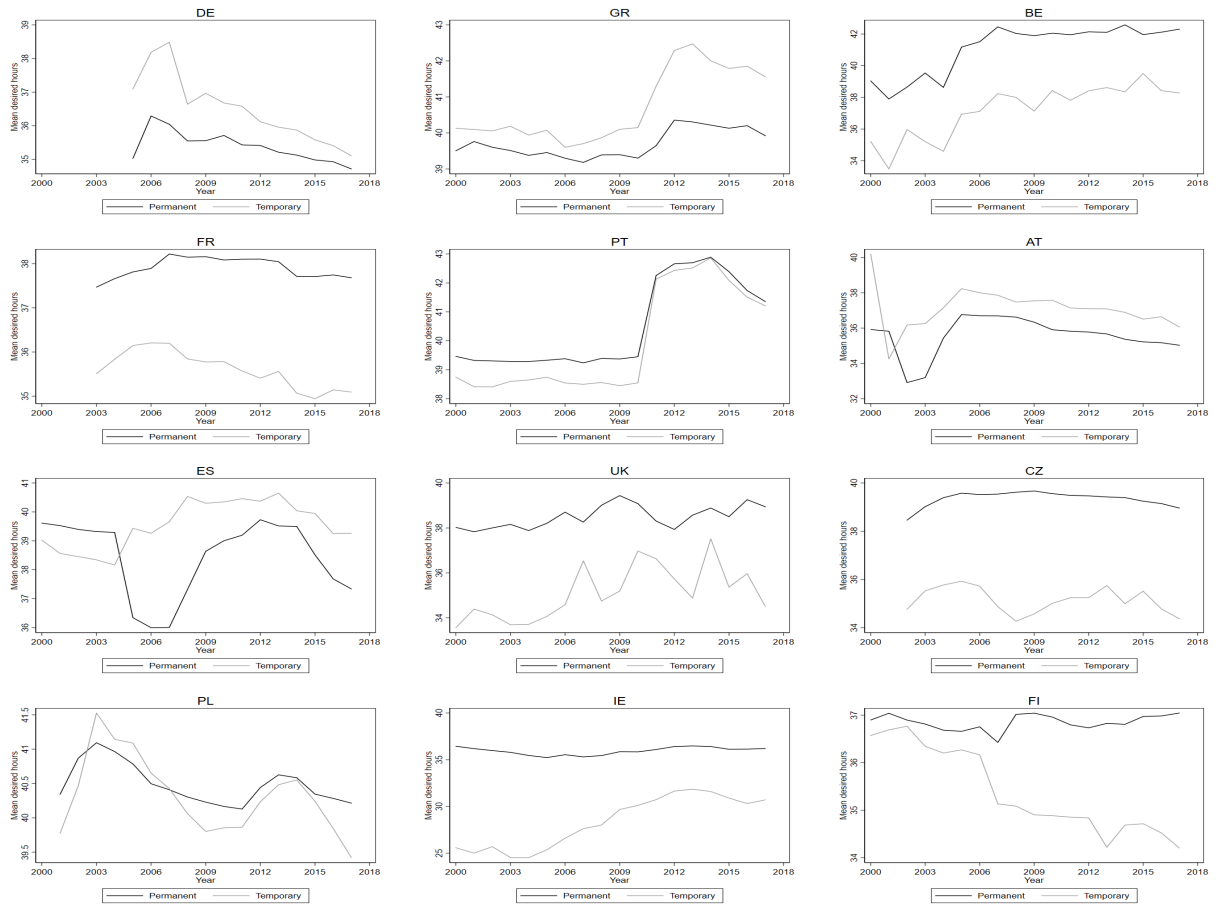 DE
Mean desired hours
35 36 37 38 39
2000 2003 2006 2009 2012 2015 2018
Year
Permanent Temporary
GR
Mean desired hours
39 40 41 42 43
2000 2003 2006 2009 2012 2015 2018
Year
Permanent Temporary
BE
Mean desired hours
34 36 38 40 42
2000 2003 2006 2009 2012 2015 2018
Year
Permanent Temporary
FR
Mean desired hours
35 36 37 38
2000 2003 2006 2009 2012 2015 2018
Year
Permanent Temporary
PT
Mean desired hours
38 39 40 41 42 43
2000 2003 2006 2009 2012 2015 2018
Year
Permanent Temporary
AT
Mean desired hours
32 34 36 38 40
2000 2003 2006 2009 2012 2015 2018
Year
Permanent Temporary
ES
Mean desired hours
36 37 38 39 40 41
2000 2003 2006 2009 2012 2015 2018
Year
Permanent Temporary
UK
Mean desired hours
34 36 38 40
2000 2003 2006 2009 2012 2015 2018
Year
Permanent Temporary
CZ
Mean desired hours
34 36 38 40
2000 2003 2006 2009 2012 2015 2018
Year
Permanent Temporary
PL
Mean desired hours
39.5 40 40.5 41 41.5
2000 2003 2006 2009 2012 2015 2018
Year
Permanent Temporary
IE
Mean desired hours
25 30 35 40
2000 2003 2006 2009 2012 2015 2018
Year
Permanent Temporary
FI
Mean desired hours
34 35 36 37
2000 2003 2006 2009 2012 2015 2018
Year
Permanent Temporary